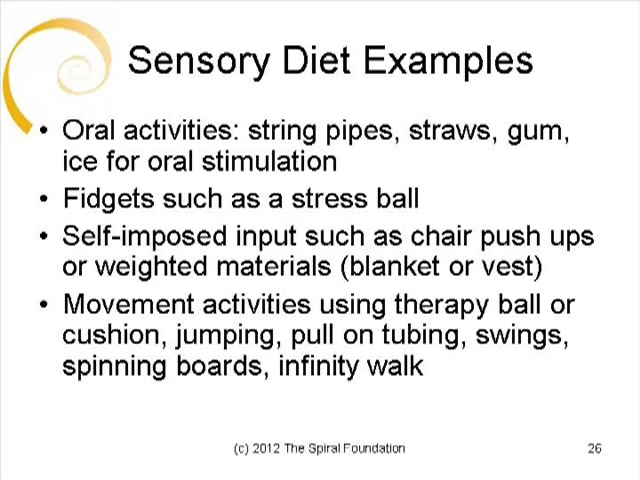 Sensory Diet Examples
• Oral activities: string pipes, straws, gum,
ice for oral stimulation
• Fidgets such as a stress ball
• Self-imposed input such as chair push ups
or weighted materials (blanket or vest)
• Movement activities using therapy ball or
cushion, jumping, pull on tubing, swings,
spinning boards, infinity walk
(c) 2012 The Spiral Foundation
26